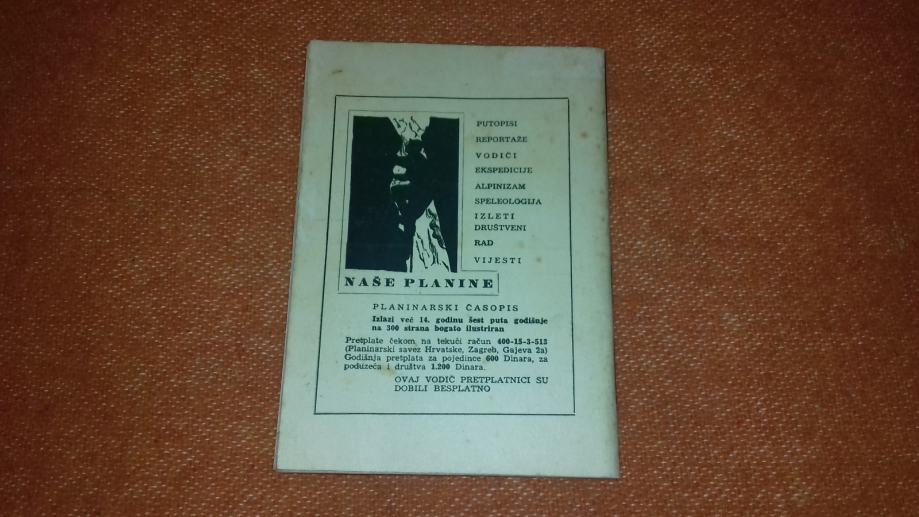 PUTOPISI
REPORTAŽE
VODIČI
EKSPEDICIJE
ALPINIZAM
SPELEOLOGIJA
IZLETI
DRUŠTVENI
RAD
VIJESTI
NAŠE PLANINE
PLANINARSKI ČASOPIS
Izlazi već 14. godinu šest puta godišnje
na 300 strana bogato ilustriran
Pretplate čekom na tekući račun 400-15-3-513
(Planinarski savez Hrvatske, Zagreb, Gajeva 2a)
Godišnja pretplata za pojedince 600 Dinara, za
poduzeća i društva 1.200 Dinara.
OVAJ VODIČ PRETPLATNICI SU
DOBILI BESPLATNO